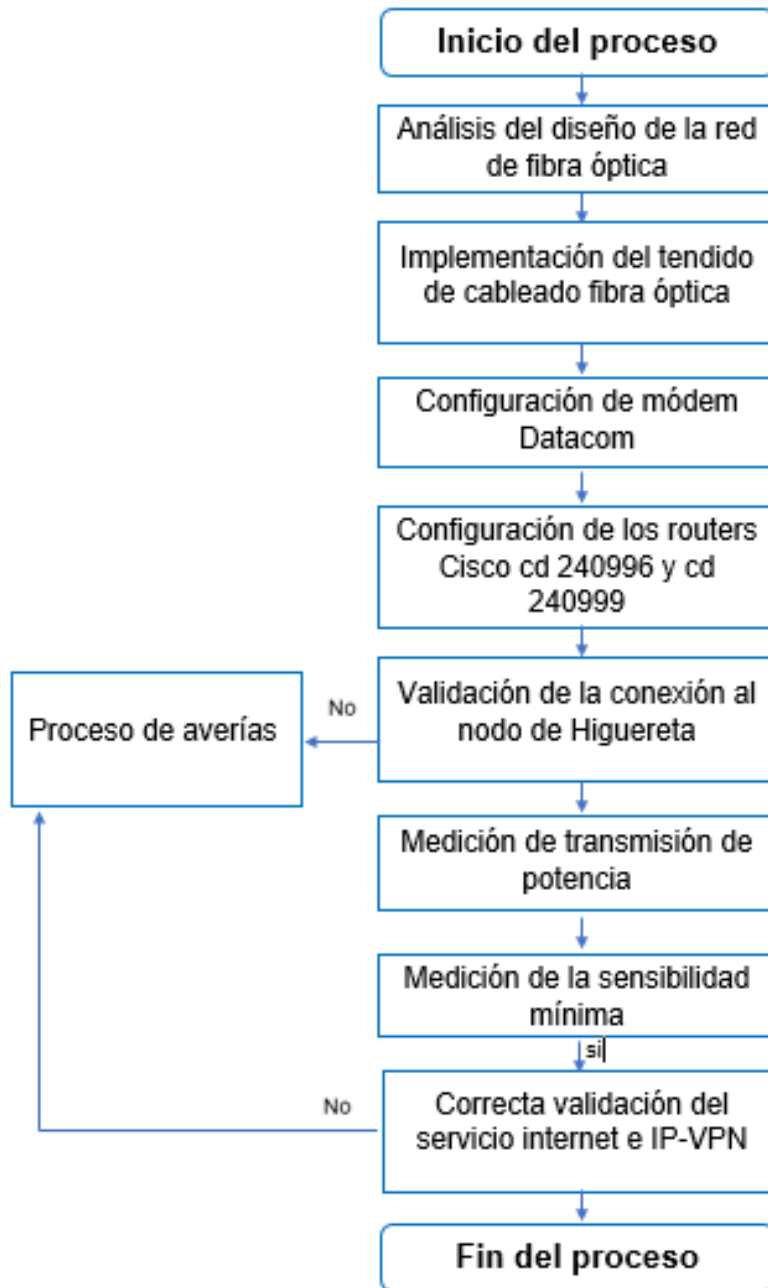 Inicio del proceso
Análisis del diseño de la red
de fibra óptica
Implementación del tendido
de cableado fibra óptica
Configuración de módem
Datacom
Configuración de los routers
Cisco cd 240996 y cd
240999
Validación de la conexión al
nodo de Higuereta
No
Proceso de averías
Medición de transmisión de
potencia
Medición de la sensibilidad
mínima
si
Correcta validación del
servicio internet e IP-VPN
No
Fin del proceso